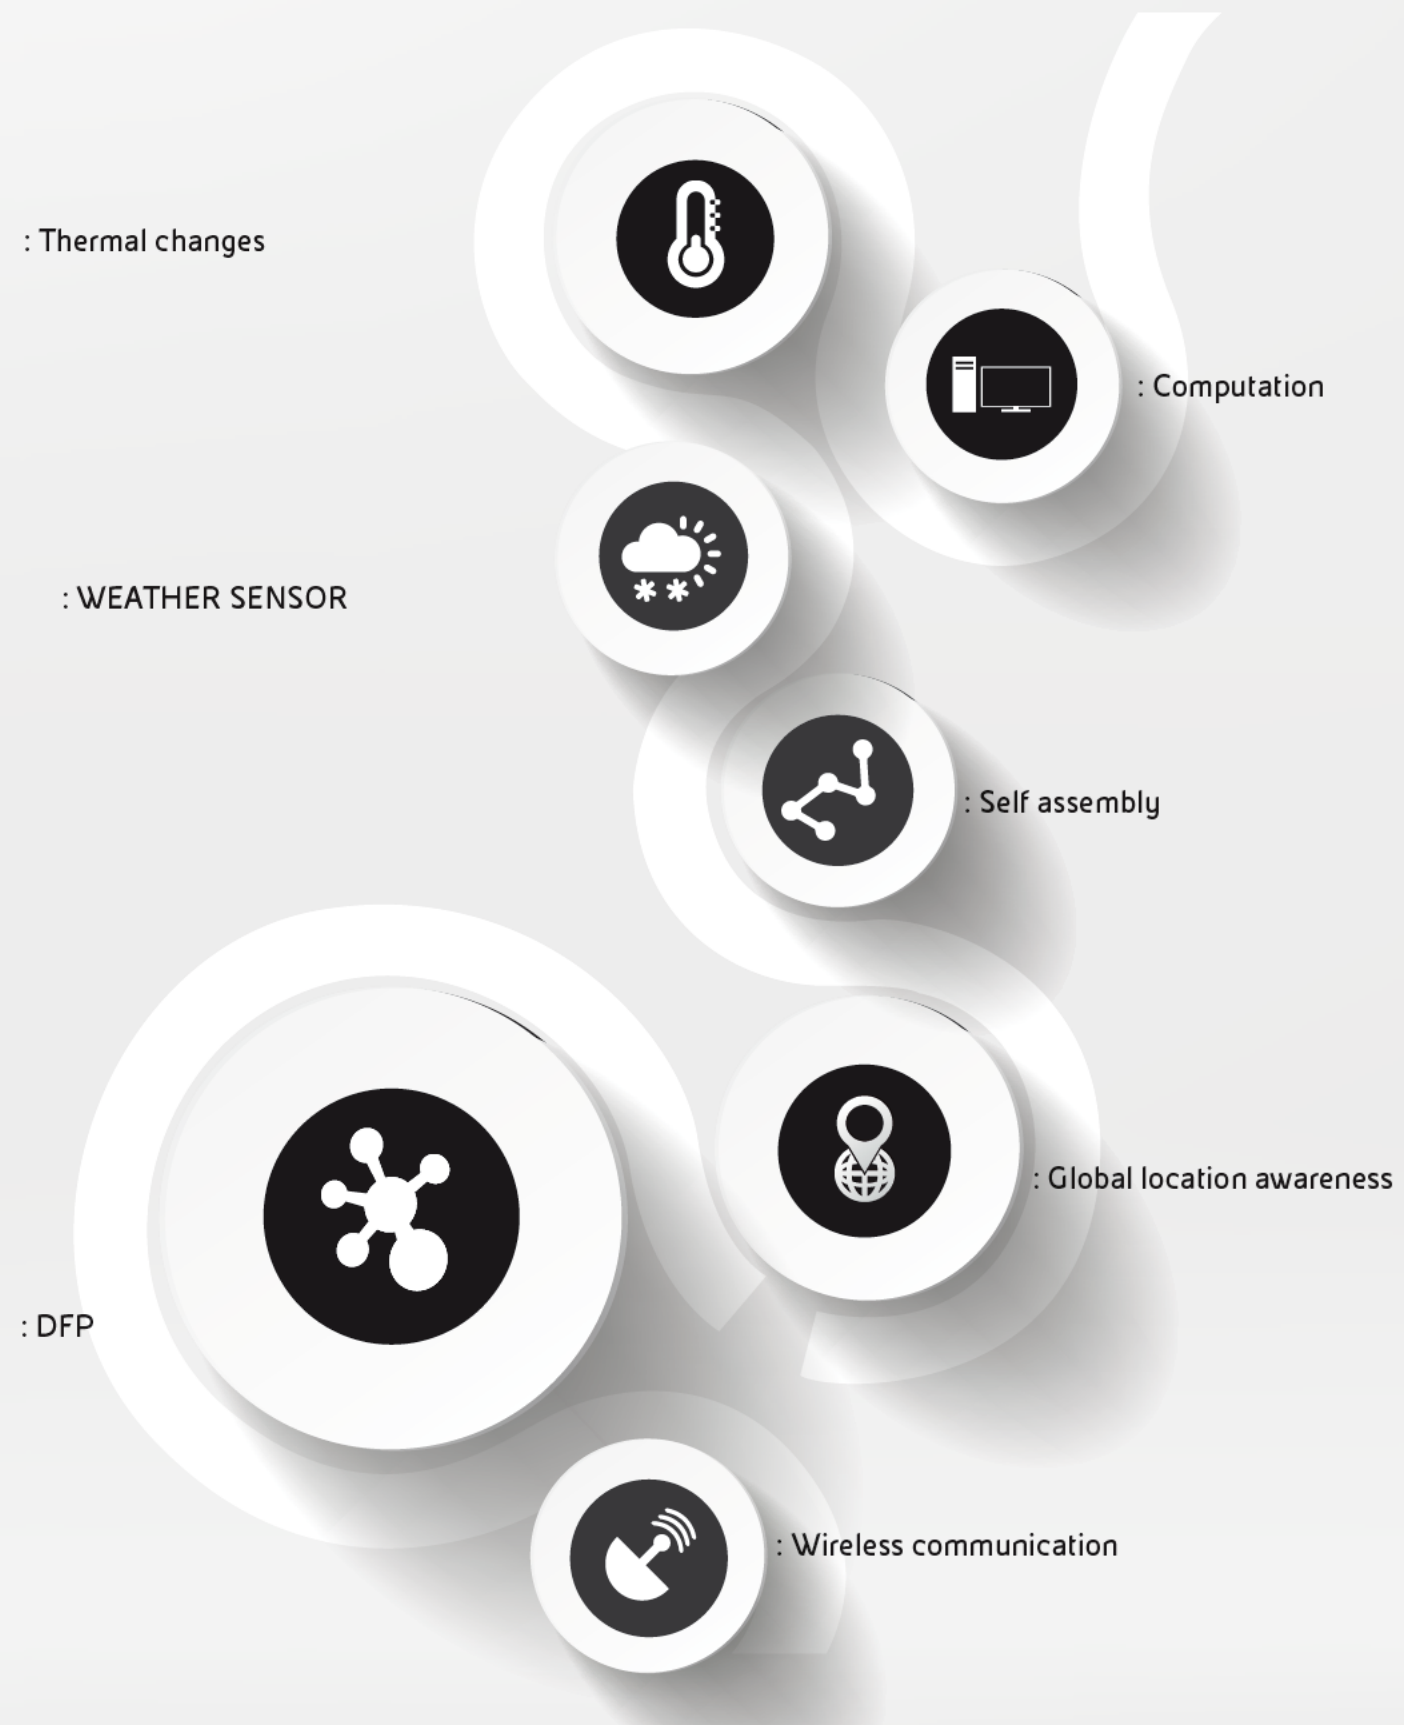 : Thermal changes
: Computation
: WEATHER SENSOR
: Self assembly
: Global location awareness
: DFP
: Wireless communication